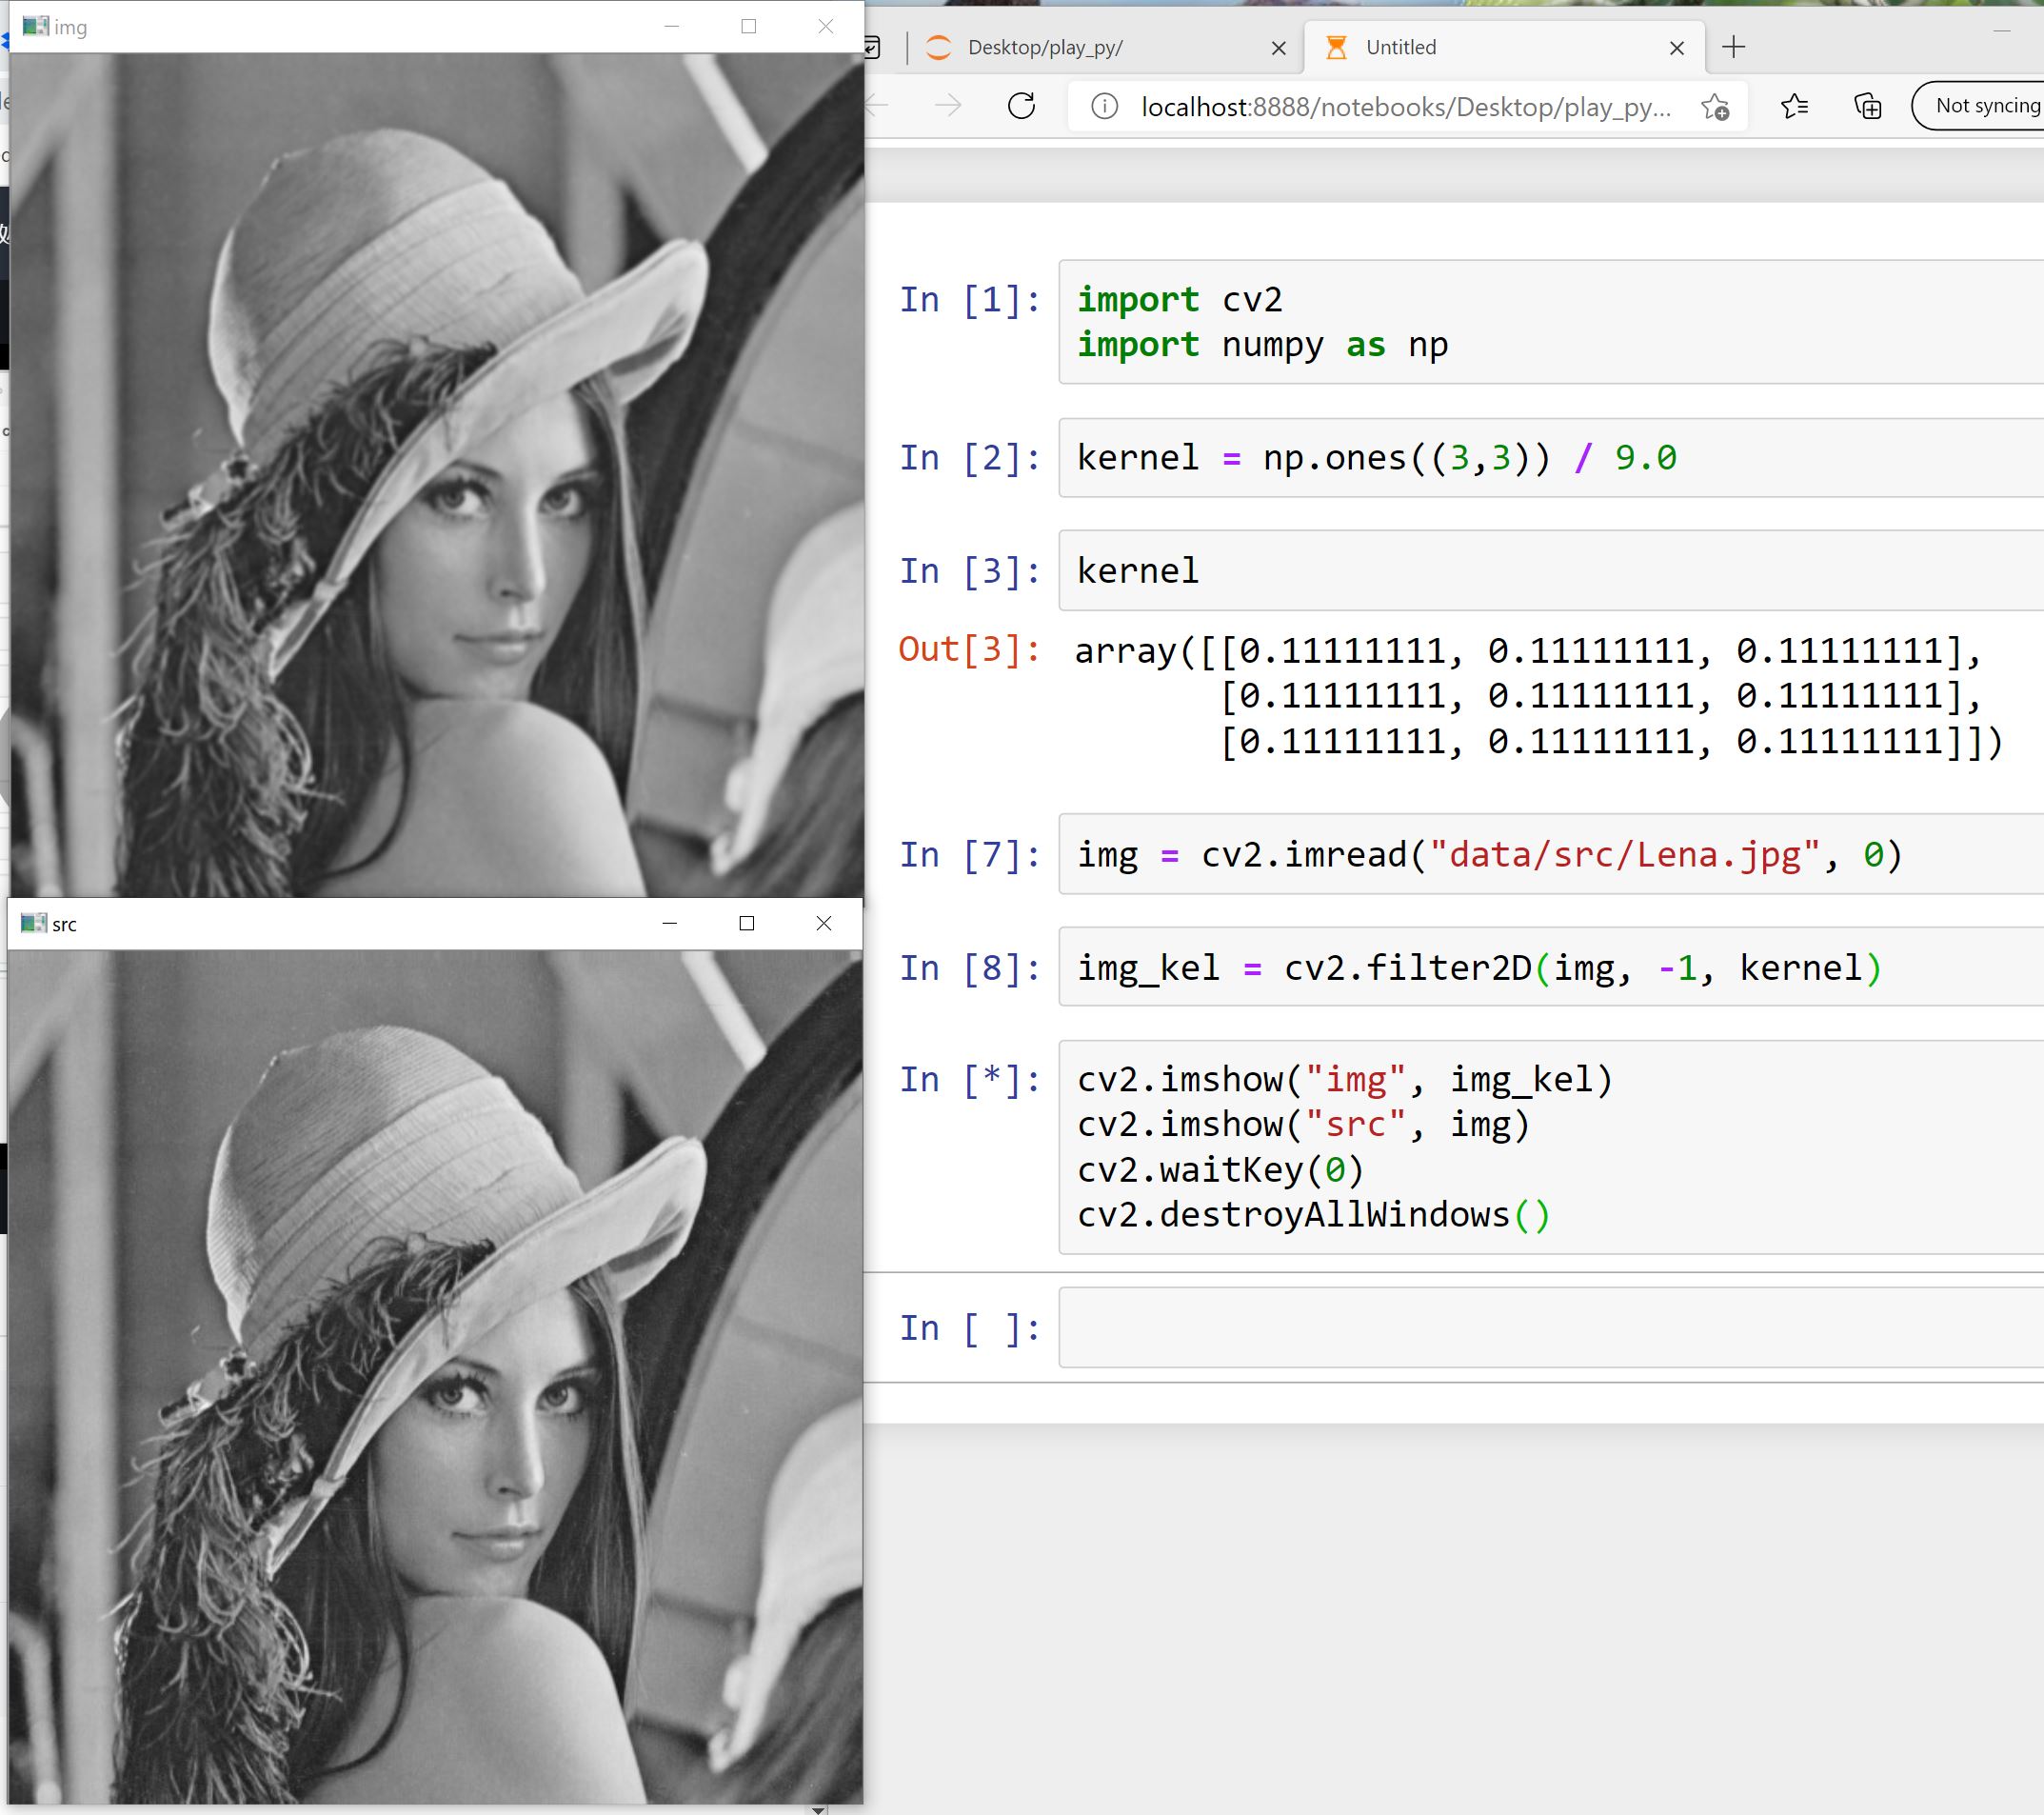 img
Desktop/play_py/
Untitled
localhost:8888/notebooks/Desktop/play_py...
Not syncing
In [1]:
import cv2
import numpy as np
In [2]:
kernel = np.ones((3,3)) / 9.0
In [3]:
kernel
Out[3]:
array([[0.11111111, 0.11111111, 0.11111111],
[0.11111111, 0.11111111, 0.11111111],
[0.11111111, 0.11111111, 0.11111111]])
In [7]:
img = cv2.imread("data/src/Lena.jpg", 0)
In [8]:
img_kel = cv2.filter2D(img, -1, kernel)
src
In [*]:
cv2.imshow("img", img_kel)
cv2.imshow("src", img)
cv2.waitKey(0)
cv2.destroyAllWindows()
In [ ]: